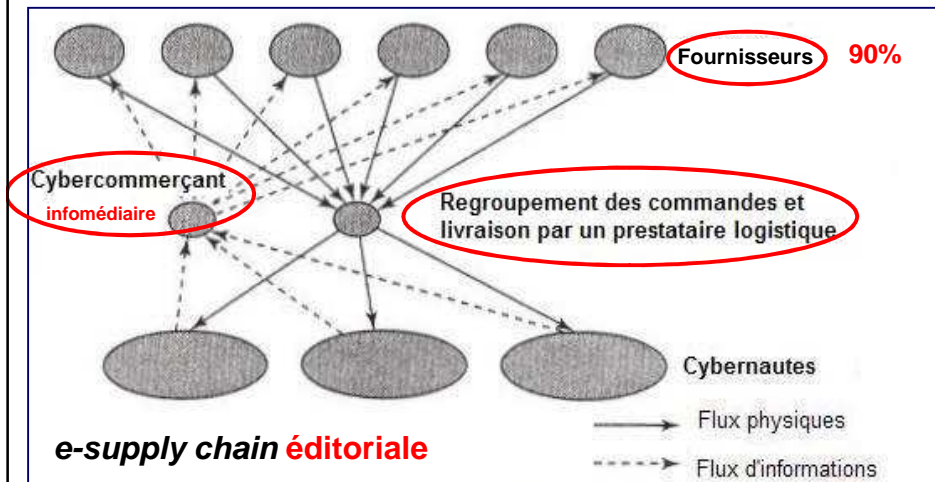 Fournisseurs 90%
Cybercommerçant
infomédiaire
Regroupement des commandes et
livraison par un prestataire logistique
Cybernautes
Flux physiques
e-supply chain éditoriale
Flux d'informations